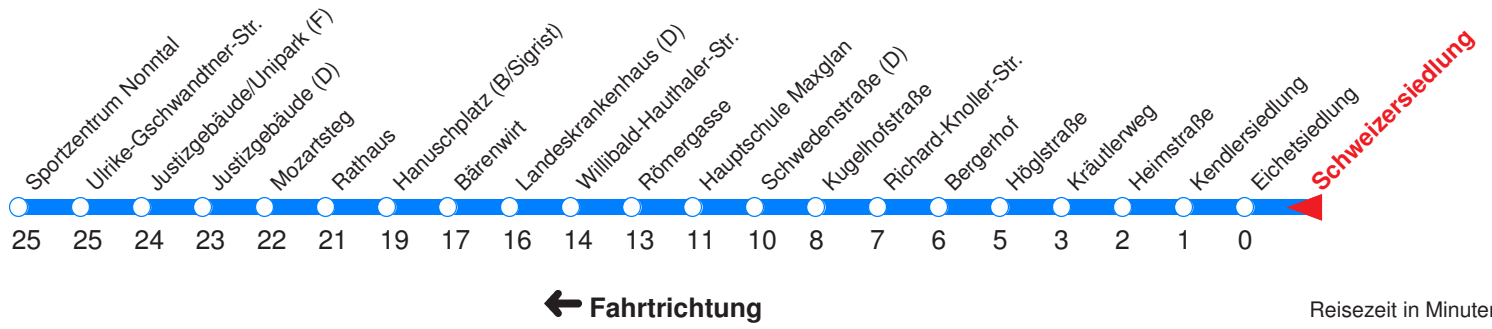 Sportzentrum Nonntal
Ulrike-Gschwandtner-Str.
Justizgebäude/Unipark (F)
Justizgebäude (D)
Mozartsteg
Rathaus
Hanuschplatz (B/Sigrist)
Bärenwirt
Landeskrankenhaus (D)
Willibald-Hauthaler-Str.
Römergasse
Hauptschule Maxglan
Schwedenstraße (D)
Kugelhofstraße
Richard-Knoller-Str.
Bergerhof
Höglstraße
Kräutlerweg
Heimstraße
Kendlersiedlung
Eichetsiedlung
Schweizersiedlung
25 25 24 23 22 21 19 17 16 14 13 11 10 8 7 6 5 3 2 1 0
Fahrtrichtung
Reisezeit in Minuten